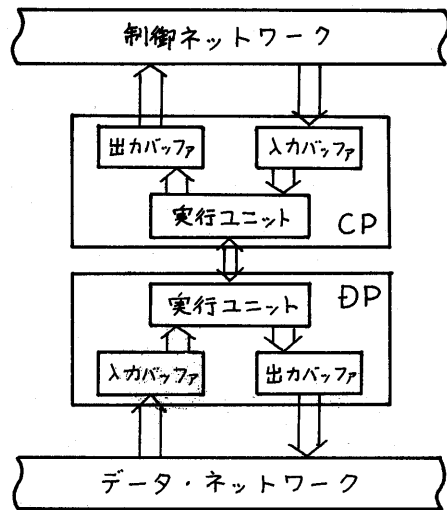 制御ネットワーク
出力バッファ
入力バッファ
実行ユニット
CP
実行ユニット
DP
入力バッファ
出力バッファ
データ・ネットワーク